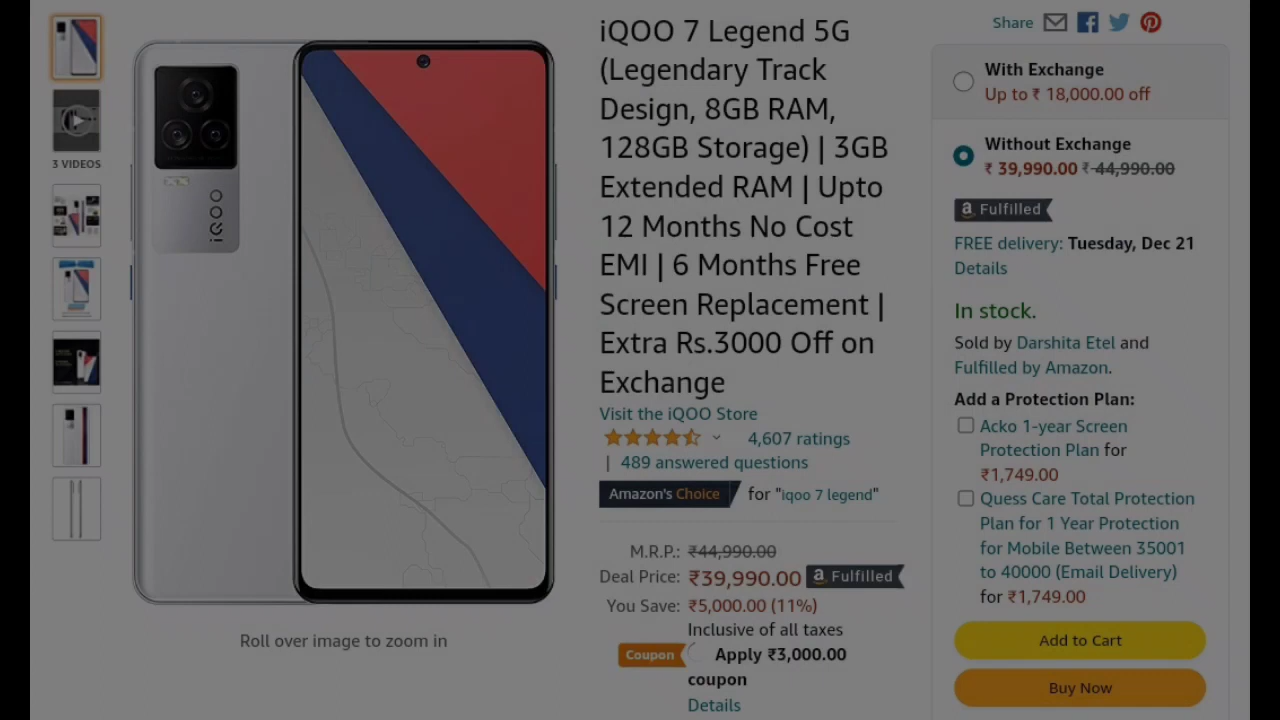 3 VIDEOS
iQOO
Roll over image to zoom in
iQOO 7 Legend 5G
(Legendary Track
Design, 8GB RAM,
128GB Storage) | 3GB
Extended RAM | Upto
12 Months No Cost
EMI | 6 Months Free
Screen Replacement |
Extra Rs.3000 Off on
Exchange
Visit the iQOO Store
4,607 ratings
| 489 answered questions
Amazon's Choice for "iqoo 7 legend"
M.R.P.: ₹44,990.00
Deal Price: ₹39,990.00 a Fulfilled
You Save: ₹5,000.00 (11%)
Inclusive of all taxes
Coupon Apply ₹3,000.00
coupon
Details
Share
With Exchange
Up to ₹ 18,000.00 off
Without Exchange
₹ 39,990.00 ₹ 44,990.00
a Fulfilled
FREE delivery: Tuesday, Dec 21
Details
In stock.
Sold by Darshita Etel and
Fulfilled by Amazon.
Add a Protection Plan:
Acko 1-year Screen
Protection Plan for
₹1,749.00
Quess Care Total Protection
Plan for 1 Year Protection
for Mobile Between 35001
to 40000 (Email Delivery)
for ₹1,749.00
Add to Cart
Buy Now